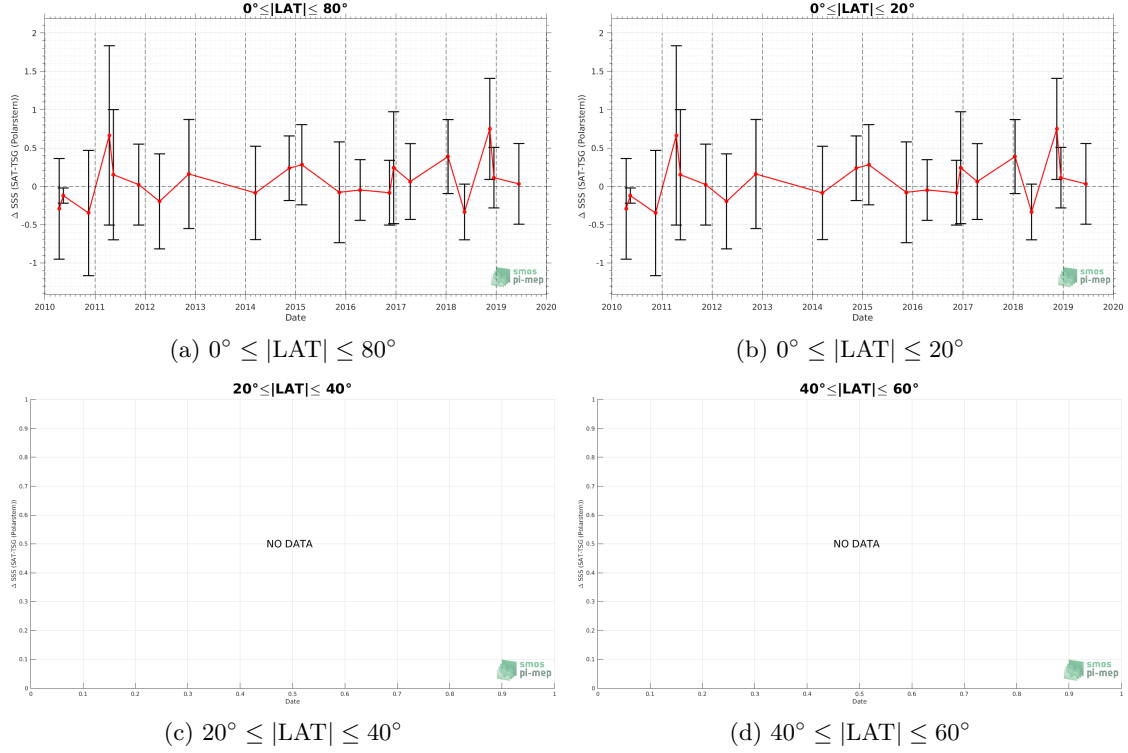 0°≤|LAT|≤ 80°
Δ SSS (SAT-TSG (Polarstern))
2
1.5
1
0.5
0
-0.5
-1
2010 2011 2012 2013 2014 2015 2016 2017 2018 2019 2020
Date
smos
pi-mep
(a) 0° ≤ |LAT| ≤ 80°
0°≤|LAT|≤ 20°
Δ SSS (SAT-TSG (Polarstern))
2
1.5
1
0.5
0
-0.5
-1
2010 2011 2012 2013 2014 2015 2016 2017 2018 2019 2020
Date
smos
pi-mep
(b) 0° ≤ |LAT| ≤ 20°
20°≤|LAT|≤ 40°
Δ SSS (SAT-TSG (Polarstern))
1
0.9
0.8
0.7
0.6
0.5
0.4
0.3
0.2
0.1
0
NO DATA
0 0.1 0.2 0.3 0.4 0.5 0.6 0.7 0.8 0.9 1
Date
smos
pi-mep
(c) 20° ≤ |LAT| ≤ 40°
40°≤|LAT|≤ 60°
Δ SSS (SAT-TSG (Polarstern))
1
0.9
0.8
0.7
0.6
0.5
0.4
0.3
0.2
0.1
0
NO DATA
0 0.1 0.2 0.3 0.4 0.5 0.6 0.7 0.8 0.9 1
Date
smos
pi-mep
(d) 40° ≤ |LAT| ≤ 60°